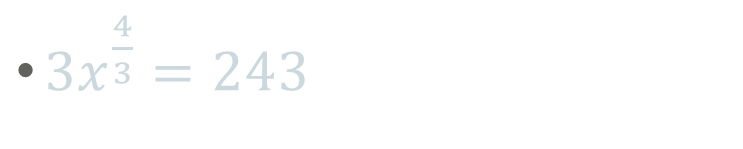 • 3x^{4/3} = 243